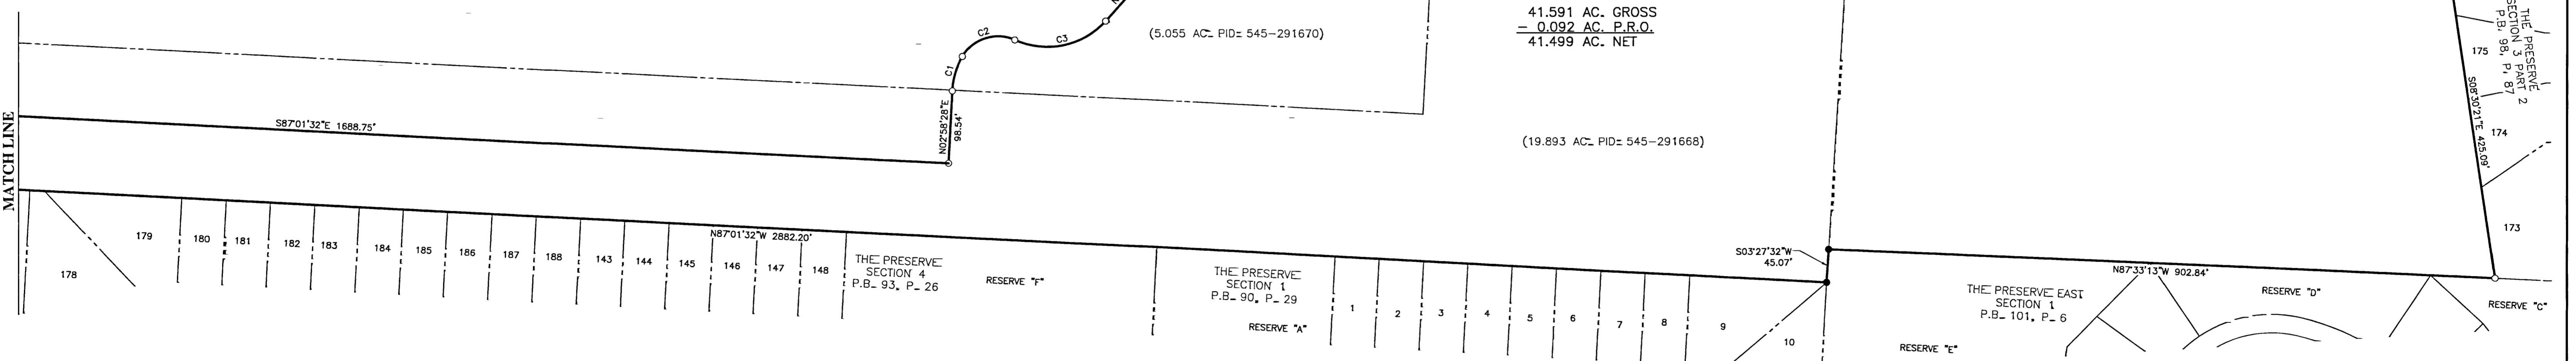 MATCH LINE
S87°01'32"E 1688.75'
N02°58'28"E
98.54'
C1
C2
C3
(5.055 AC. PID: 545-291670)
41.591 AC. GROSS
- 0.092 AC. P.R.O.
41.499 AC. NET
(19.893 AC. PID: 545-291668)
THE PRESERVE
SECTION 3 PART 2
P.B. 98, P. 87
175
S08°30'21"E 425.09'
174
173
178
179
180
181
182
183
184
185
186
187
188
143
144
145
146
147
148
N87°01'32"W 2882.20'
THE PRESERVE
SECTION 4
P.B. 93, P. 26
RESERVE "F"
THE PRESERVE
SECTION 1
P.B. 90, P. 29
RESERVE "A"
1
2
3
4
5
6
7
8
9
10
S03°27'32"W
45.07'
N87°33'13"W 902.84'
THE PRESERVE EAST
SECTION 1
P.B. 101, P. 6
RESERVE "E"
RESERVE "D"
RESERVE "C"